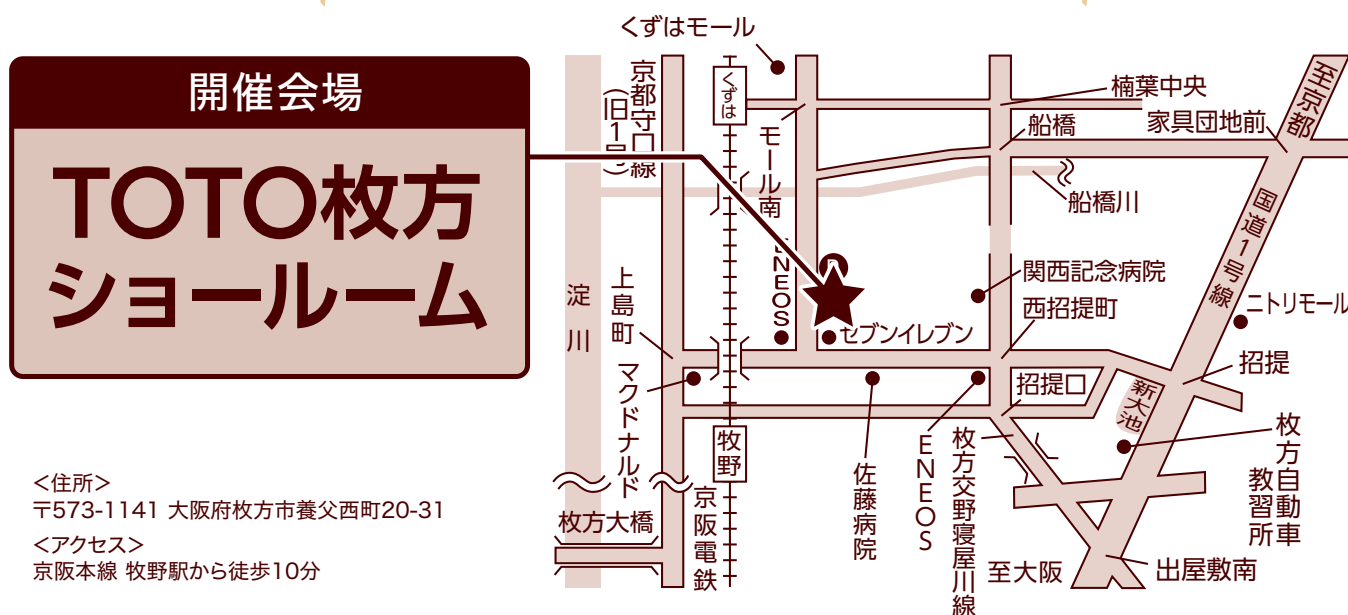 開催会場
TOTO枚方
ショールーム
<住所>
〒573-1141 大阪府枚方市養父西町20-31
<アクセス>
京阪本線 牧野駅から徒歩10分
くずはモール
京都守口線
(旧1号)
くずは
モール南
楠葉中央
船橋
家具団地前
至京都
船橋川
国道1号線
淀川
上島町
ENEOS
P
セブンイレブン
関西記念病院
西招提町
ニトリモール
招提
マクドナルド
招提口
新大池
牧野
佐藤病院
ENEOS
枚方交野寝屋川線
枚方自動車
教習所
枚方大橋
京阪電鉄
至大阪
出屋敷南